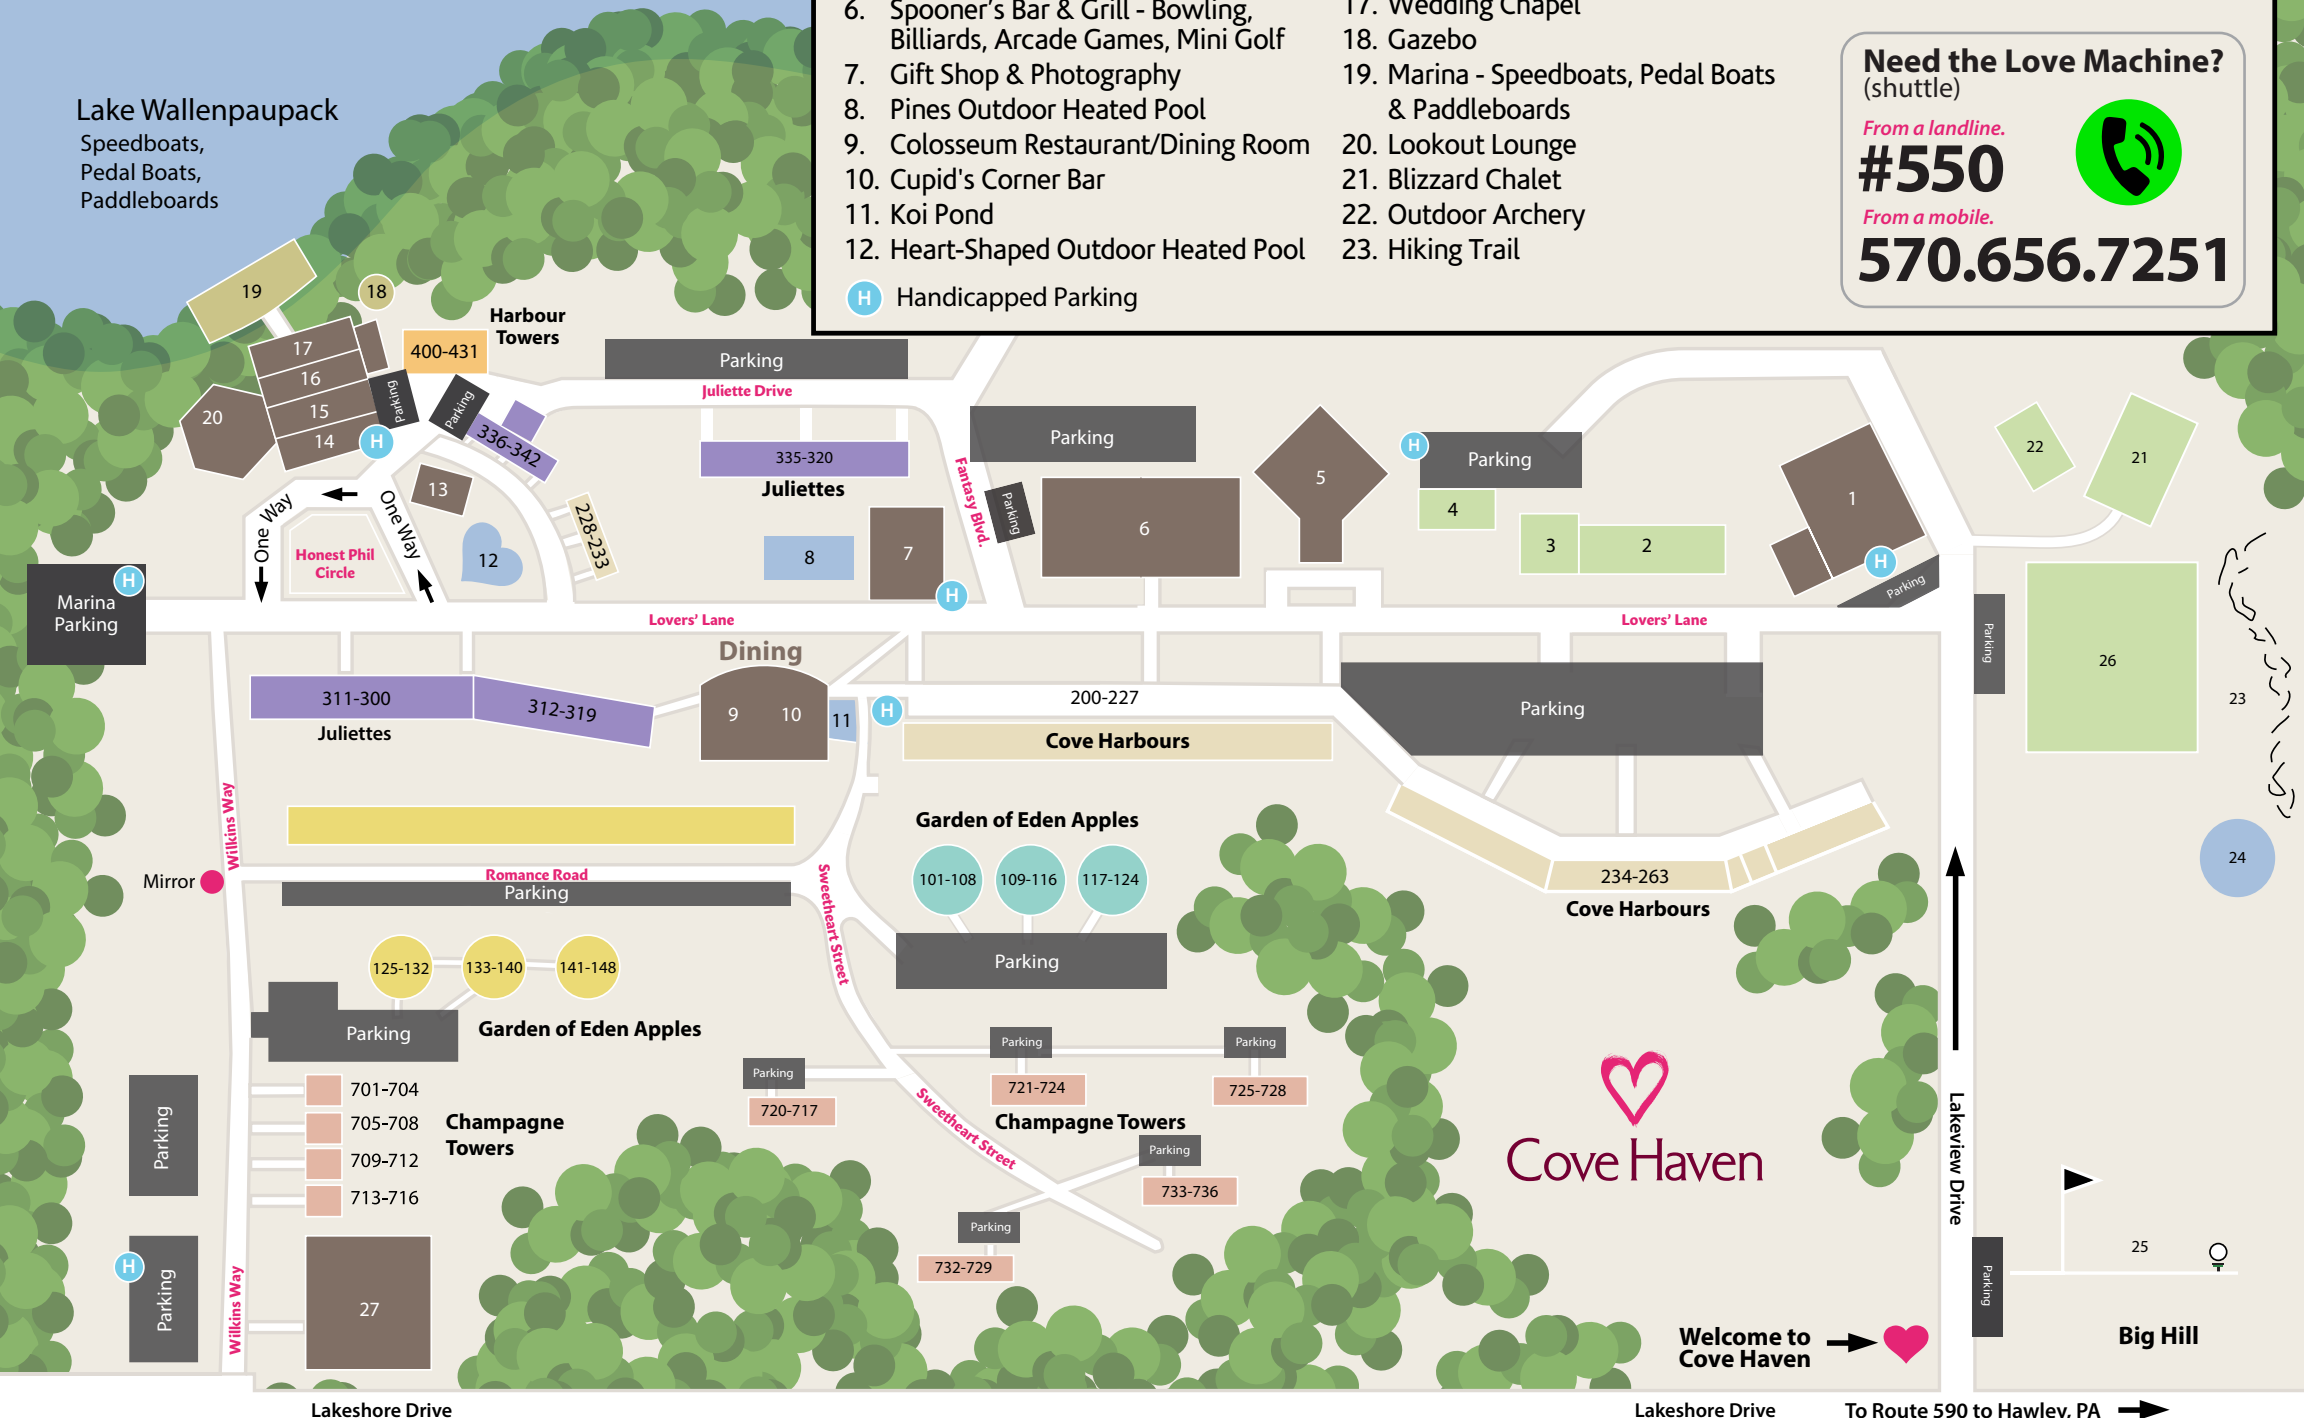 6. Spooner's Bar & Grill - Bowling,
Billiards, Arcade Games, Mini Golf
7. Gift Shop & Photography
8. Pines Outdoor Heated Pool
9. Colosseum Restaurant/Dining Room
10. Cupid's Corner Bar
11. Koi Pond
12. Heart-Shaped Outdoor Heated Pool
H Handicapped Parking
17. Wedding Chapel
18. Gazebo
19. Marina - Speedboats, Pedal Boats
& Paddleboards
20. Lookout Lounge
21. Blizzard Chalet
22. Outdoor Archery
23. Hiking Trail
Need the Love Machine?
(shuttle)
From a landline.
#550
From a mobile.
570.656.7251
Lake Wallenpaupack
Speedboats,
Pedal Boats,
Paddleboards
19
18
17
16
15
14
20
Parking
H
400-431
Harbour
Towers
Parking
336-342
Parking
Juliette Drive
335-320
Juliettes
13
12
228-233
8
7
H
One Way
One Way
Honest Phil
Circle
Marina
Parking
H
Fantasy Blvd.
Parking
Parking
6
5
H
Parking
4
3
2
1
H
Parking
22
21
Lovers' Lane
Lovers' Lane
Parking
26
23
24
Dining
311-300
312-319
Juliettes
9
10
11
H
200-227
Cove Harbours
Parking
234-263
Cove Harbours
Wilkins Way
Mirror
Romance Road
Parking
Sweetheart Street
Garden of Eden Apples
101-108
109-116
117-124
Parking
125-132
133-140
141-148
Parking
Garden of Eden Apples
Parking
701-704
705-708
709-712
713-716
Champagne
Towers
Parking
720-717
Parking
721-724
Parking
725-728
Champagne Towers
Sweetheart Street
Parking
733-736
Parking
732-729
Cove Haven
Lakeview Drive
H
Parking
Wilkins Way
27
Parking
25
Big Hill
Welcome to
Cove Haven
Lakeshore Drive
Lakeshore Drive
To Route 590 to Hawley, PA